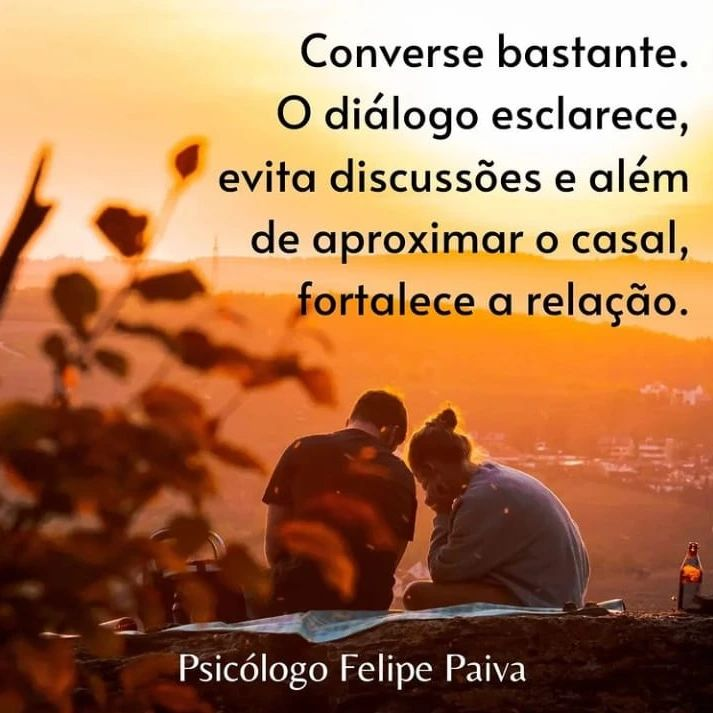 Converse bastante.
O diálogo esclarece,
evita discussões e além
de aproximar o casal,
fortalece a relação.
Psicólogo Felipe Paiva